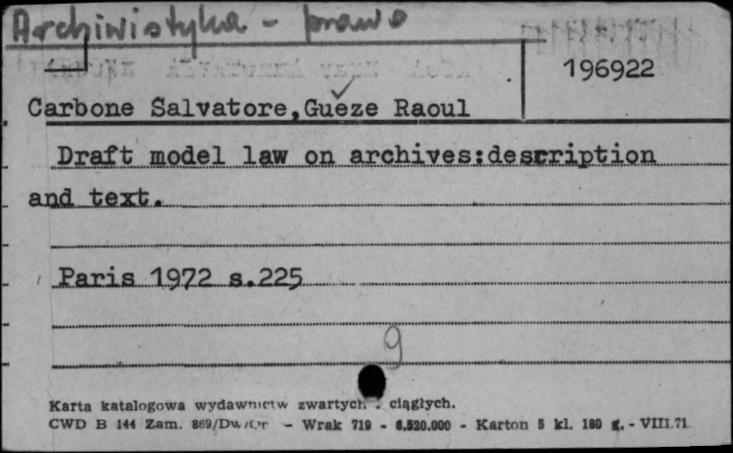 Archiwistyka - prawo
196922
Carbone Salvatore,Gueze Raoul
Draft model law on archives:description
and text.
Paris 1972 s.225
9
Karta katalogowa wydawnictw zwartych i ciągłych.
CWD B 144 Zam. 869/Dw/Or - Wrak 719 - 6.520.000 - Karton 5 kl. 180 g. - VIII.71.